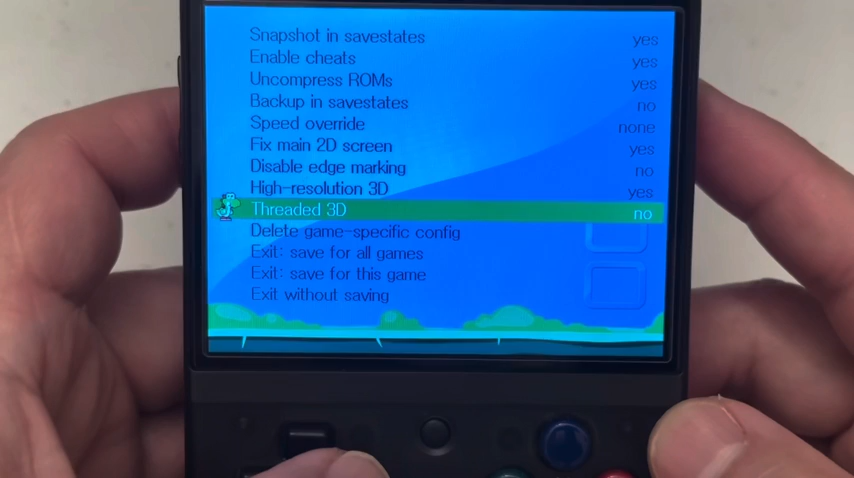 Snapshot in savestates yes
Enable cheats yes
Uncompress ROMs yes
Backup in savestates no
Speed override none
Fix main 2D screen yes
Disable edge marking no
High-resolution 3D yes
Threaded 3D no
Delete game-specific config
Exit: save for all games
Exit: save for this game
Exit without saving